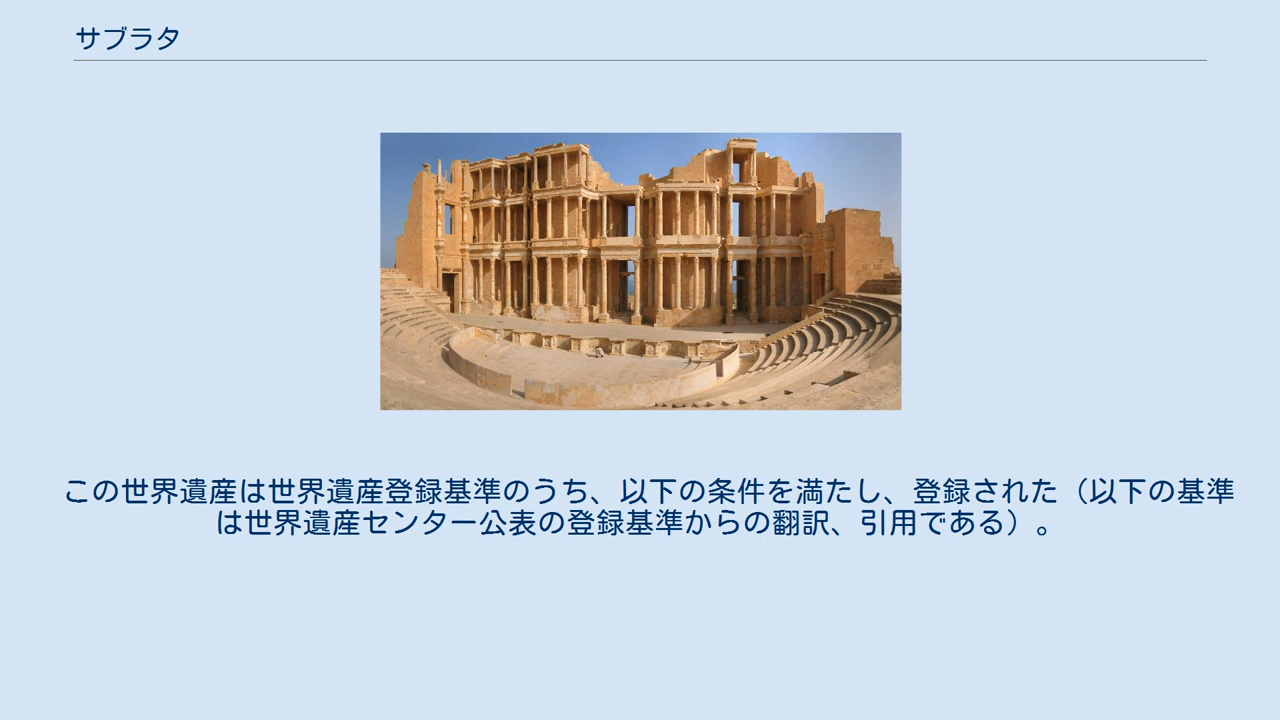 サブラタ
この世界遺産は世界遺産登録基準のうち、以下の条件を満たし、登録された（以下の基準
は世界遺産センター公表の登録基準からの翻訳、引用である）。